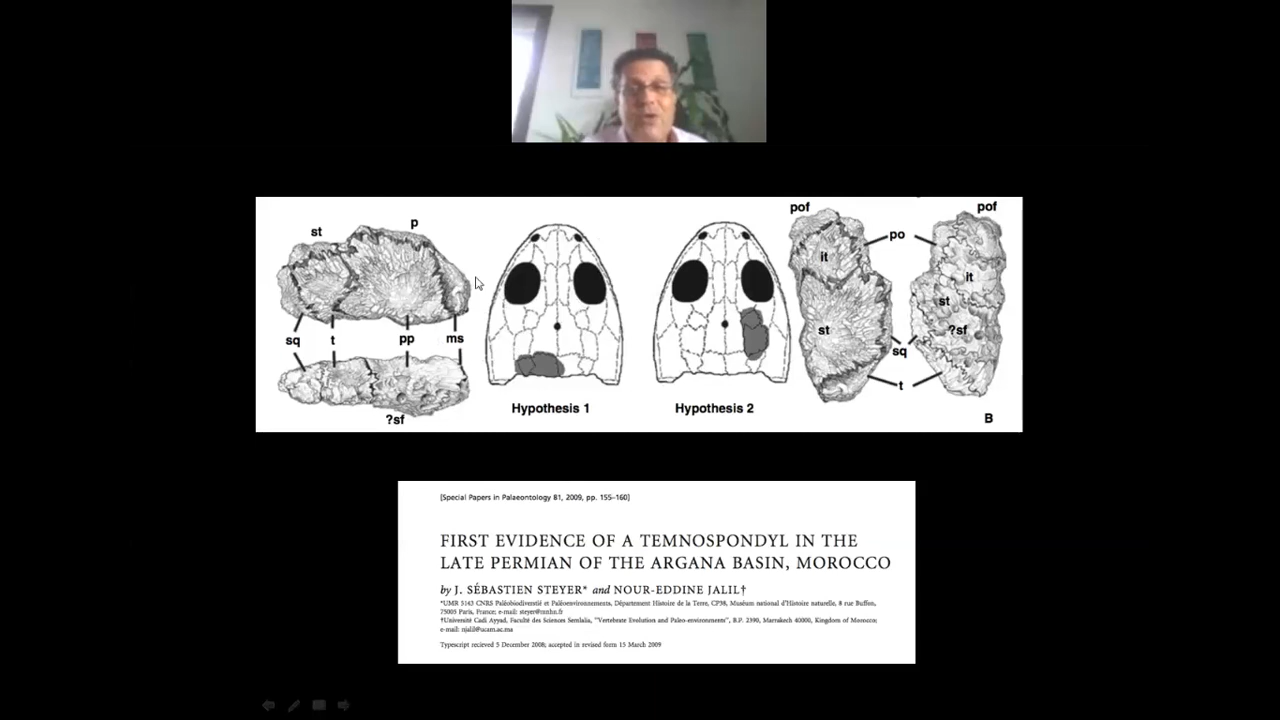 st
p
sq
t
pp
ms
?sf
Hypothesis 1
Hypothesis 2
pof
pof
po
it
it
st
st
?sf
sq
t
B
[Special Papers in Palaeontology 81, 2009, pp. 155–160]
FIRST EVIDENCE OF A TEMNOSPONDYL IN THE
LATE PERMIAN OF THE ARGANA BASIN, MOROCCO
by J. SÉBASTIEN STEYER* and NOUR-EDDINE JALIL†
*UMR 5143 CNRS Paléobiodiversité et Paléoenvironnements, Département Histoire de la Terre, CP38, Muséum national d'Histoire naturelle, 8 rue Buffon,
75005 Paris, France; e-mail: steyer@mnhn.fr
†Université Cadi Ayyad, Faculté des Sciences Semlalia, "Vertebrate Evolution and Paleo-environments", B.P. 2390, Marrakech 40000, Kingdom of Morocco;
e-mail: njalil@ucam.ac.ma
Typescript recieved 5 December 2008; accepted in revised form 15 March 2009